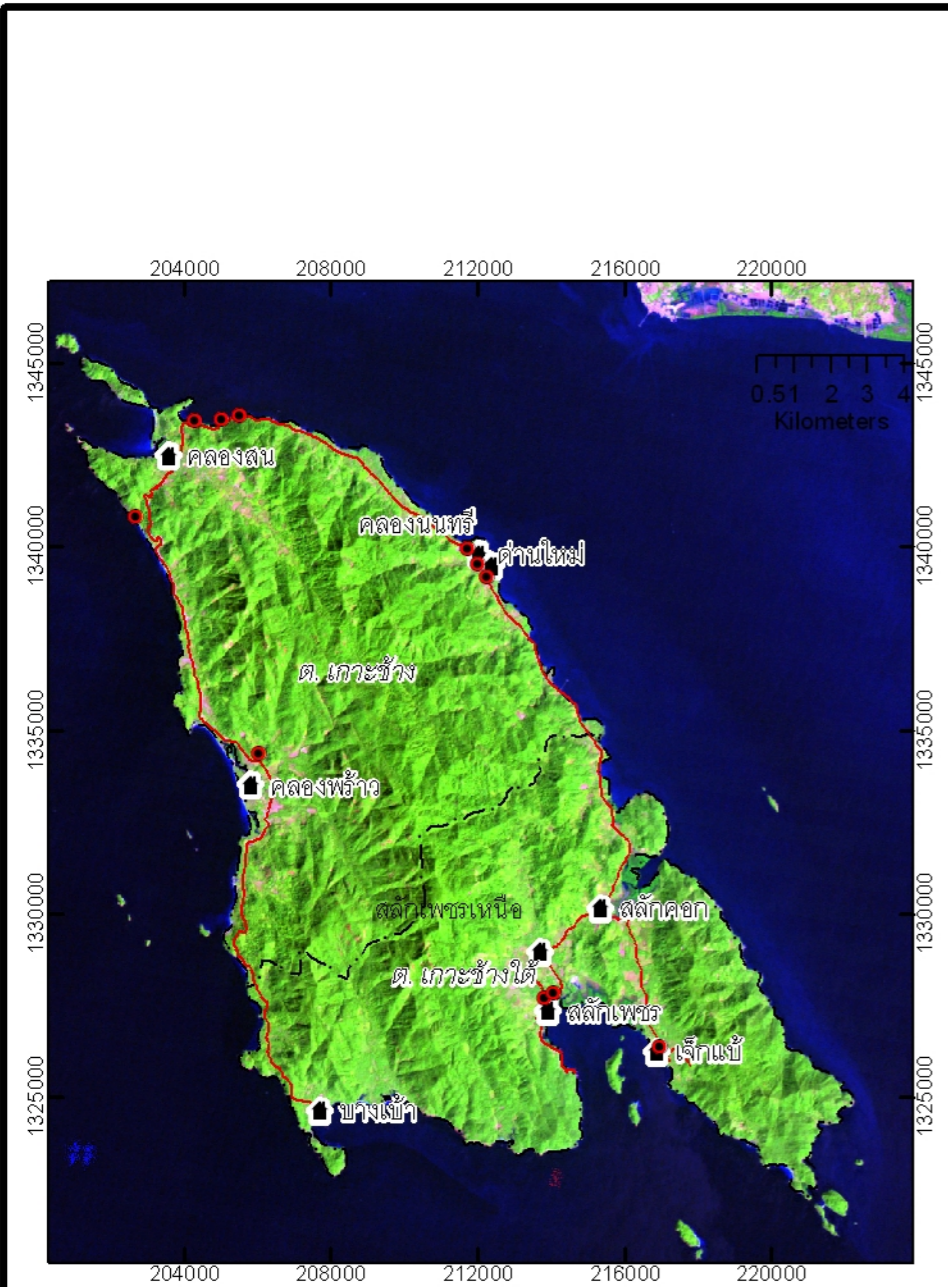 204000 208000 212000 216000 220000
1345000
0.51 2 3 4
Kilometers
คลองสน
คลองนนทรี
1340000
ด่านใหม่
ต. เกาะช้าง
1335000
คลองพร้าว
สลักเพชรเหนือ
สลักคอก
1330000
ต. เกาะช้างใต้
สลักเพชร
เจ็กแบ้
1325000
บางเบ้า
1345000
1340000
1335000
1330000
1325000
204000 208000 212000 216000 220000